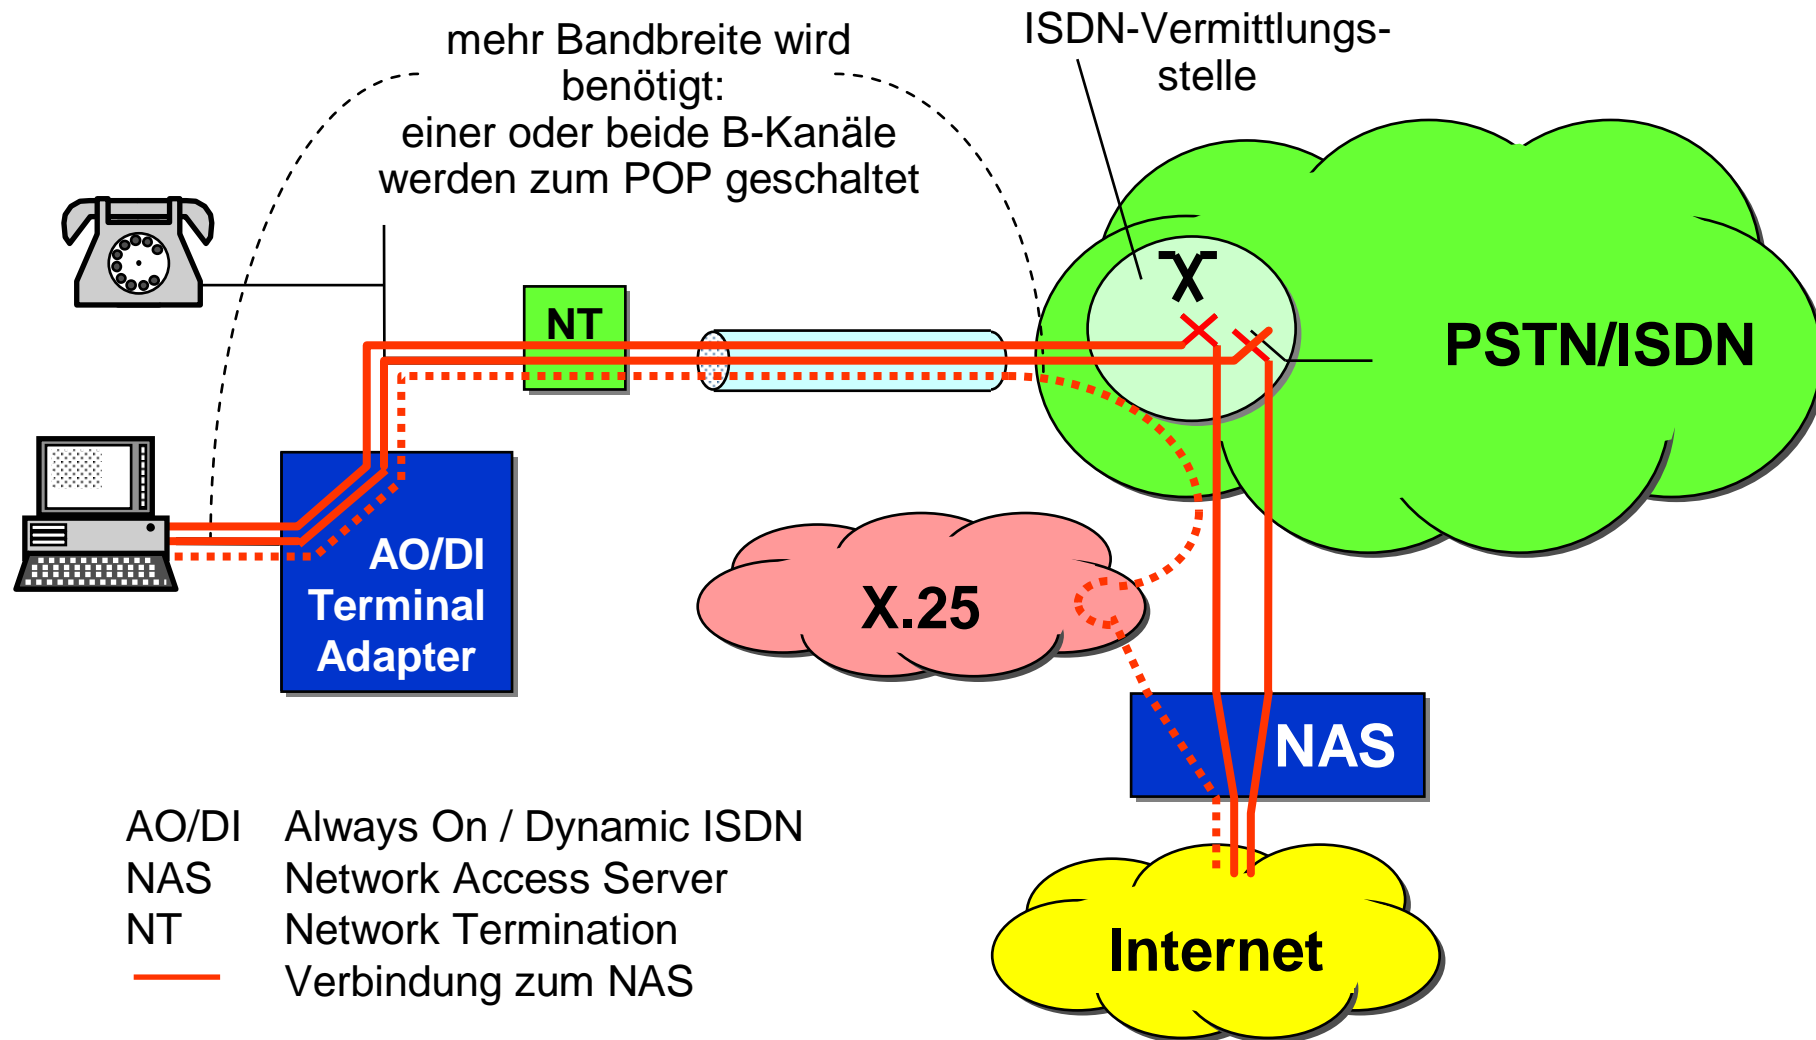 mehr Bandbreite wird
benötigt:
einer oder beide B-Kanäle
werden zum POP geschaltet
ISDN-Vermittlungs-
stelle
NT
PSTN/ISDN
AO/DI
Terminal
Adapter
X.25
NAS
Internet
AO/DI Always On / Dynamic ISDN
NAS Network Access Server
NT Network Termination
Verbindung zum NAS